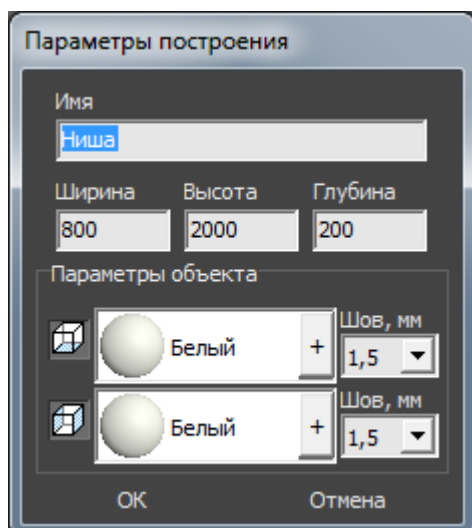 Параметры построения
Имя
Ниша
Ширина Высота Глубина
800 2000 200
Параметры объекта
Шов, мм
Белый + 1,5
Шов, мм
Белый + 1,5
OK Отмена